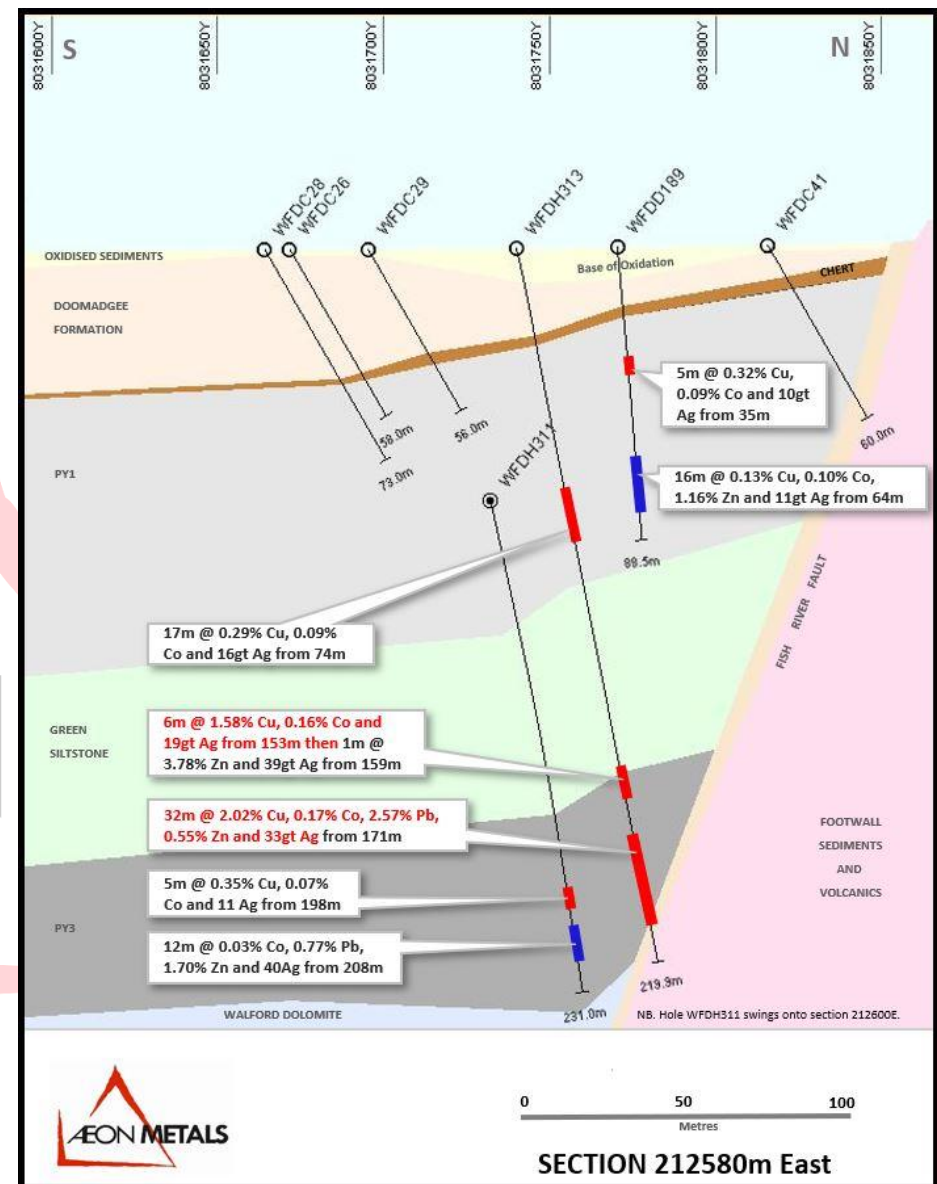 8031600Y
8031650Y
8031700Y
8031750Y
8031800Y
8031850Y
S
N
WFDC28
WFDC26
WFDC29
WFDH313
WFDD189
WFDC41
OXIDISED SEDIMENTS
Base of Oxidation
CHERT
DOOMADGEE
FORMATION
5m @ 0.32% Cu,
0.09% Co and 10gt
Ag from 35m
58.0m
56.0m
60.0m
73.0m
WFDH311
PY1
16m @ 0.13% Cu, 0.10% Co,
1.16% Zn and 11gt Ag from 64m
88.5m
FISH RIVER FAULT
17m @ 0.29% Cu, 0.09%
Co and 16gt Ag from 74m
GREEN
SILTSTONE
6m @ 1.58% Cu, 0.16% Co and
19gt Ag from 153m then 1m @
3.78% Zn and 39gt Ag from 159m
32m @ 2.02% Cu, 0.17% Co, 2.57% Pb,
0.55% Zn and 33gt Ag from 171m
FOOTWALL
SEDIMENTS
AND
VOLCANICS
5m @ 0.35% Cu, 0.07%
Co and 11 Ag from 198m
PY3
12m @ 0.03% Co, 0.77% Pb,
1.70% Zn and 40Ag from 208m
219.9m
231.0m
WALFORD DOLOMITE
NB. Hole WFDH311 swings onto section 212600E.
ÆON METALS
0 50 100
Metres
SECTION 212580m East